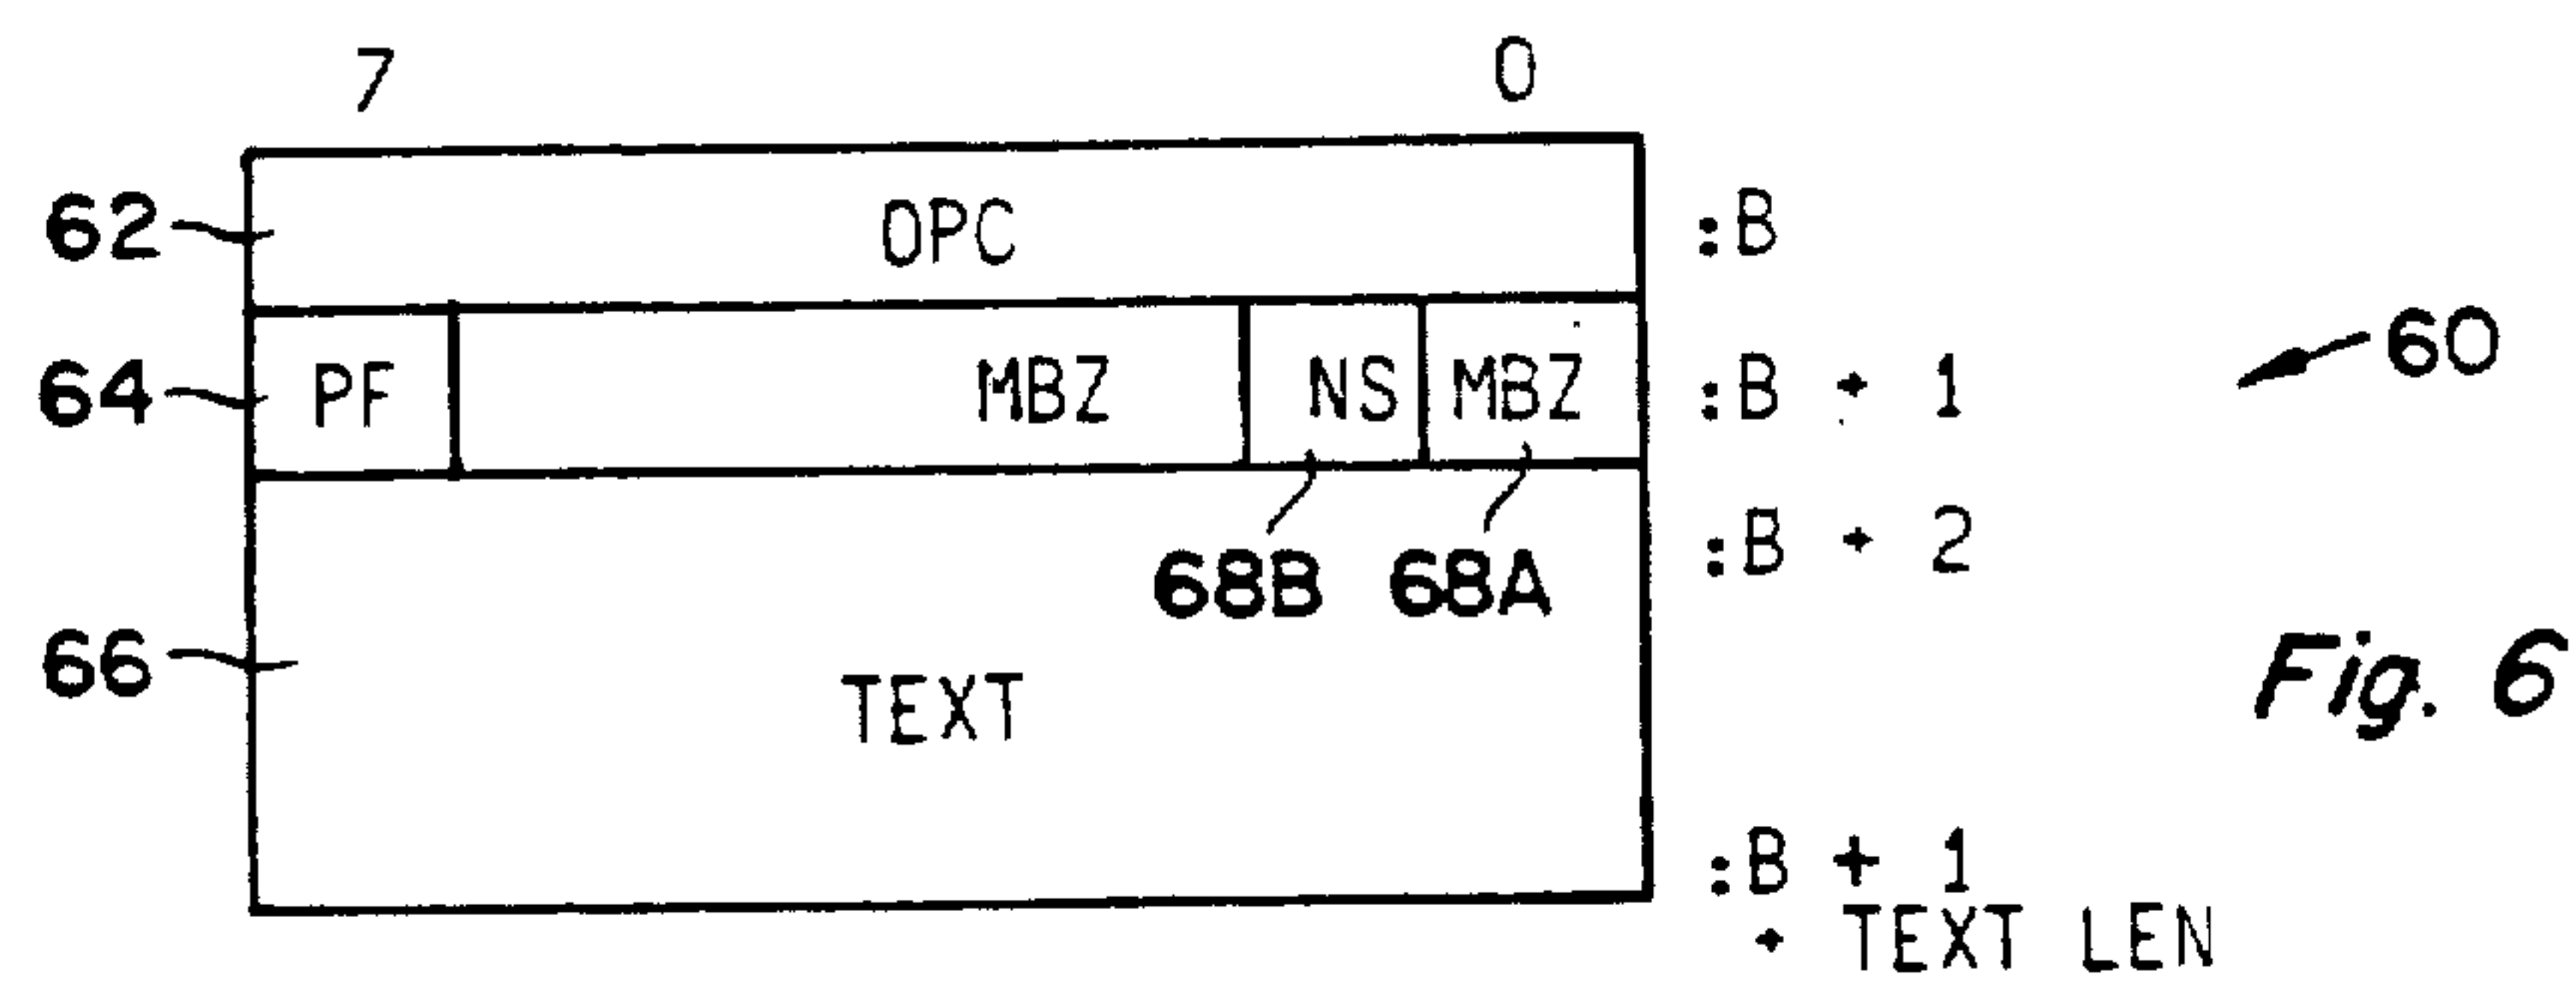 7 0
62 OPC :B
64 PF MBZ NS MBZ :B + 1 60
:B + 2
68B 68A
66 TEXT Fig. 6
:B + 1
+ TEXT LEN